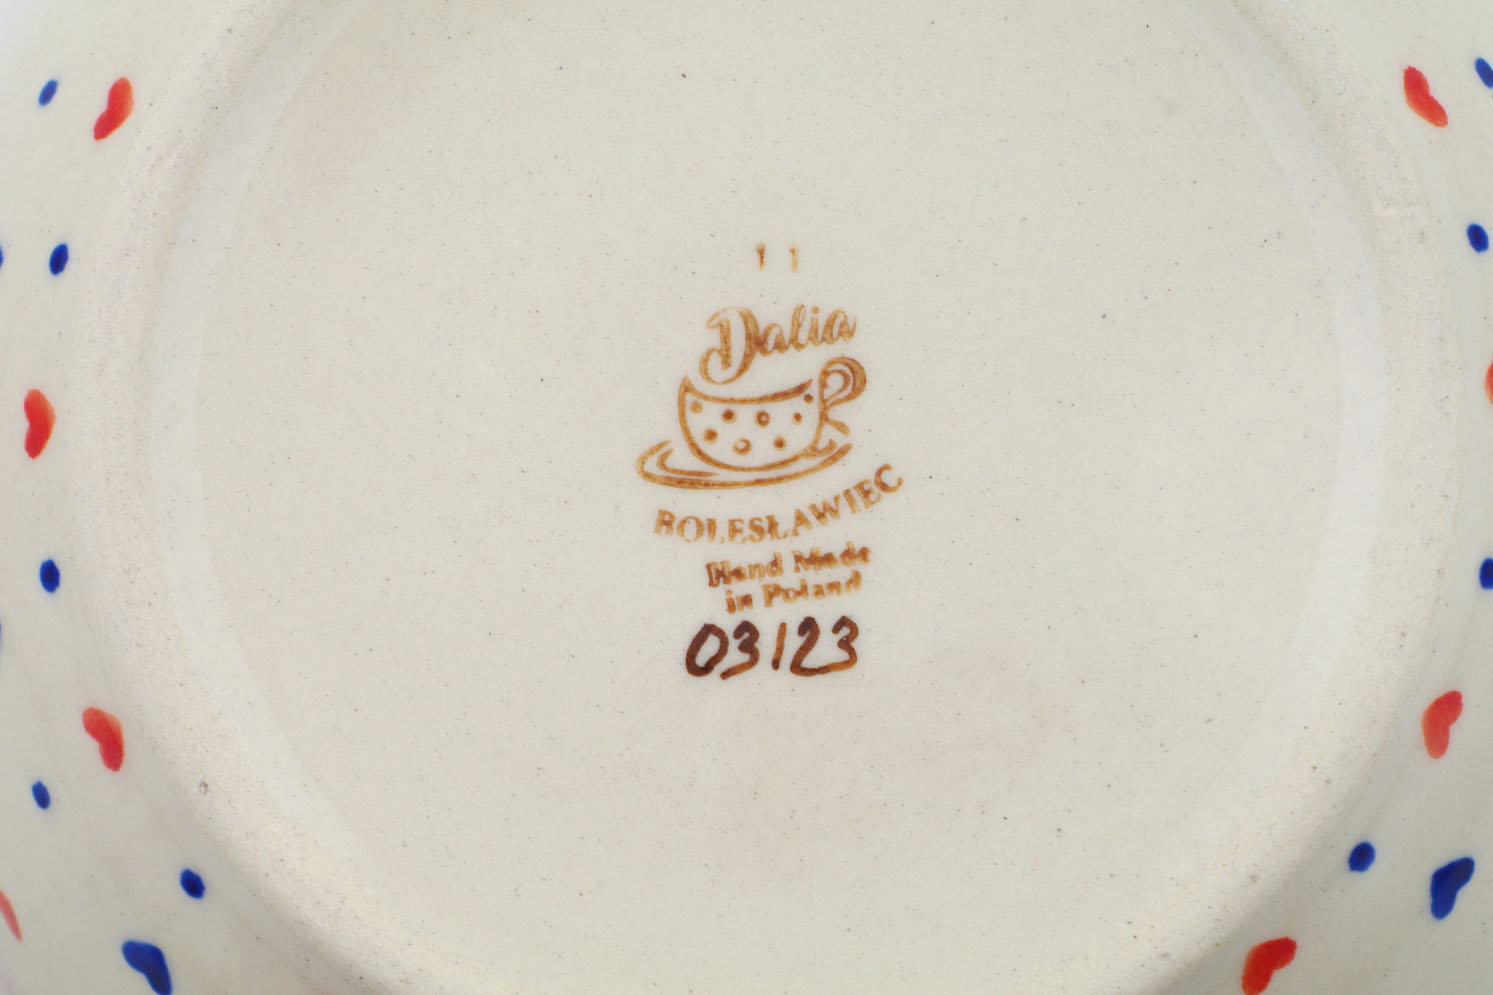 1 1
Dalia
BOLESŁAWIEC
Hand Made
in Poland
03123